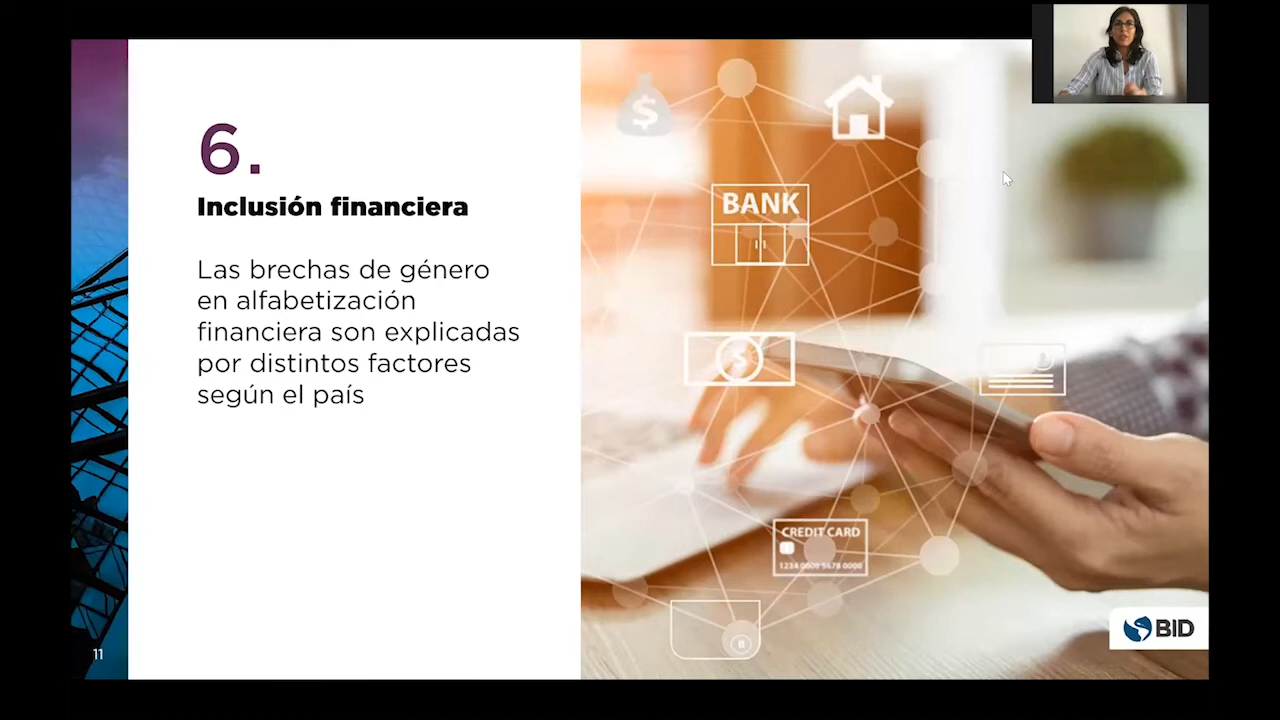 6.
Inclusión financiera
Las brechas de género
en alfabetización
financiera son explicadas
por distintos factores
según el país
$
BANK
$
CREDIT CARD
1234 0009 5678 0000
BID
11